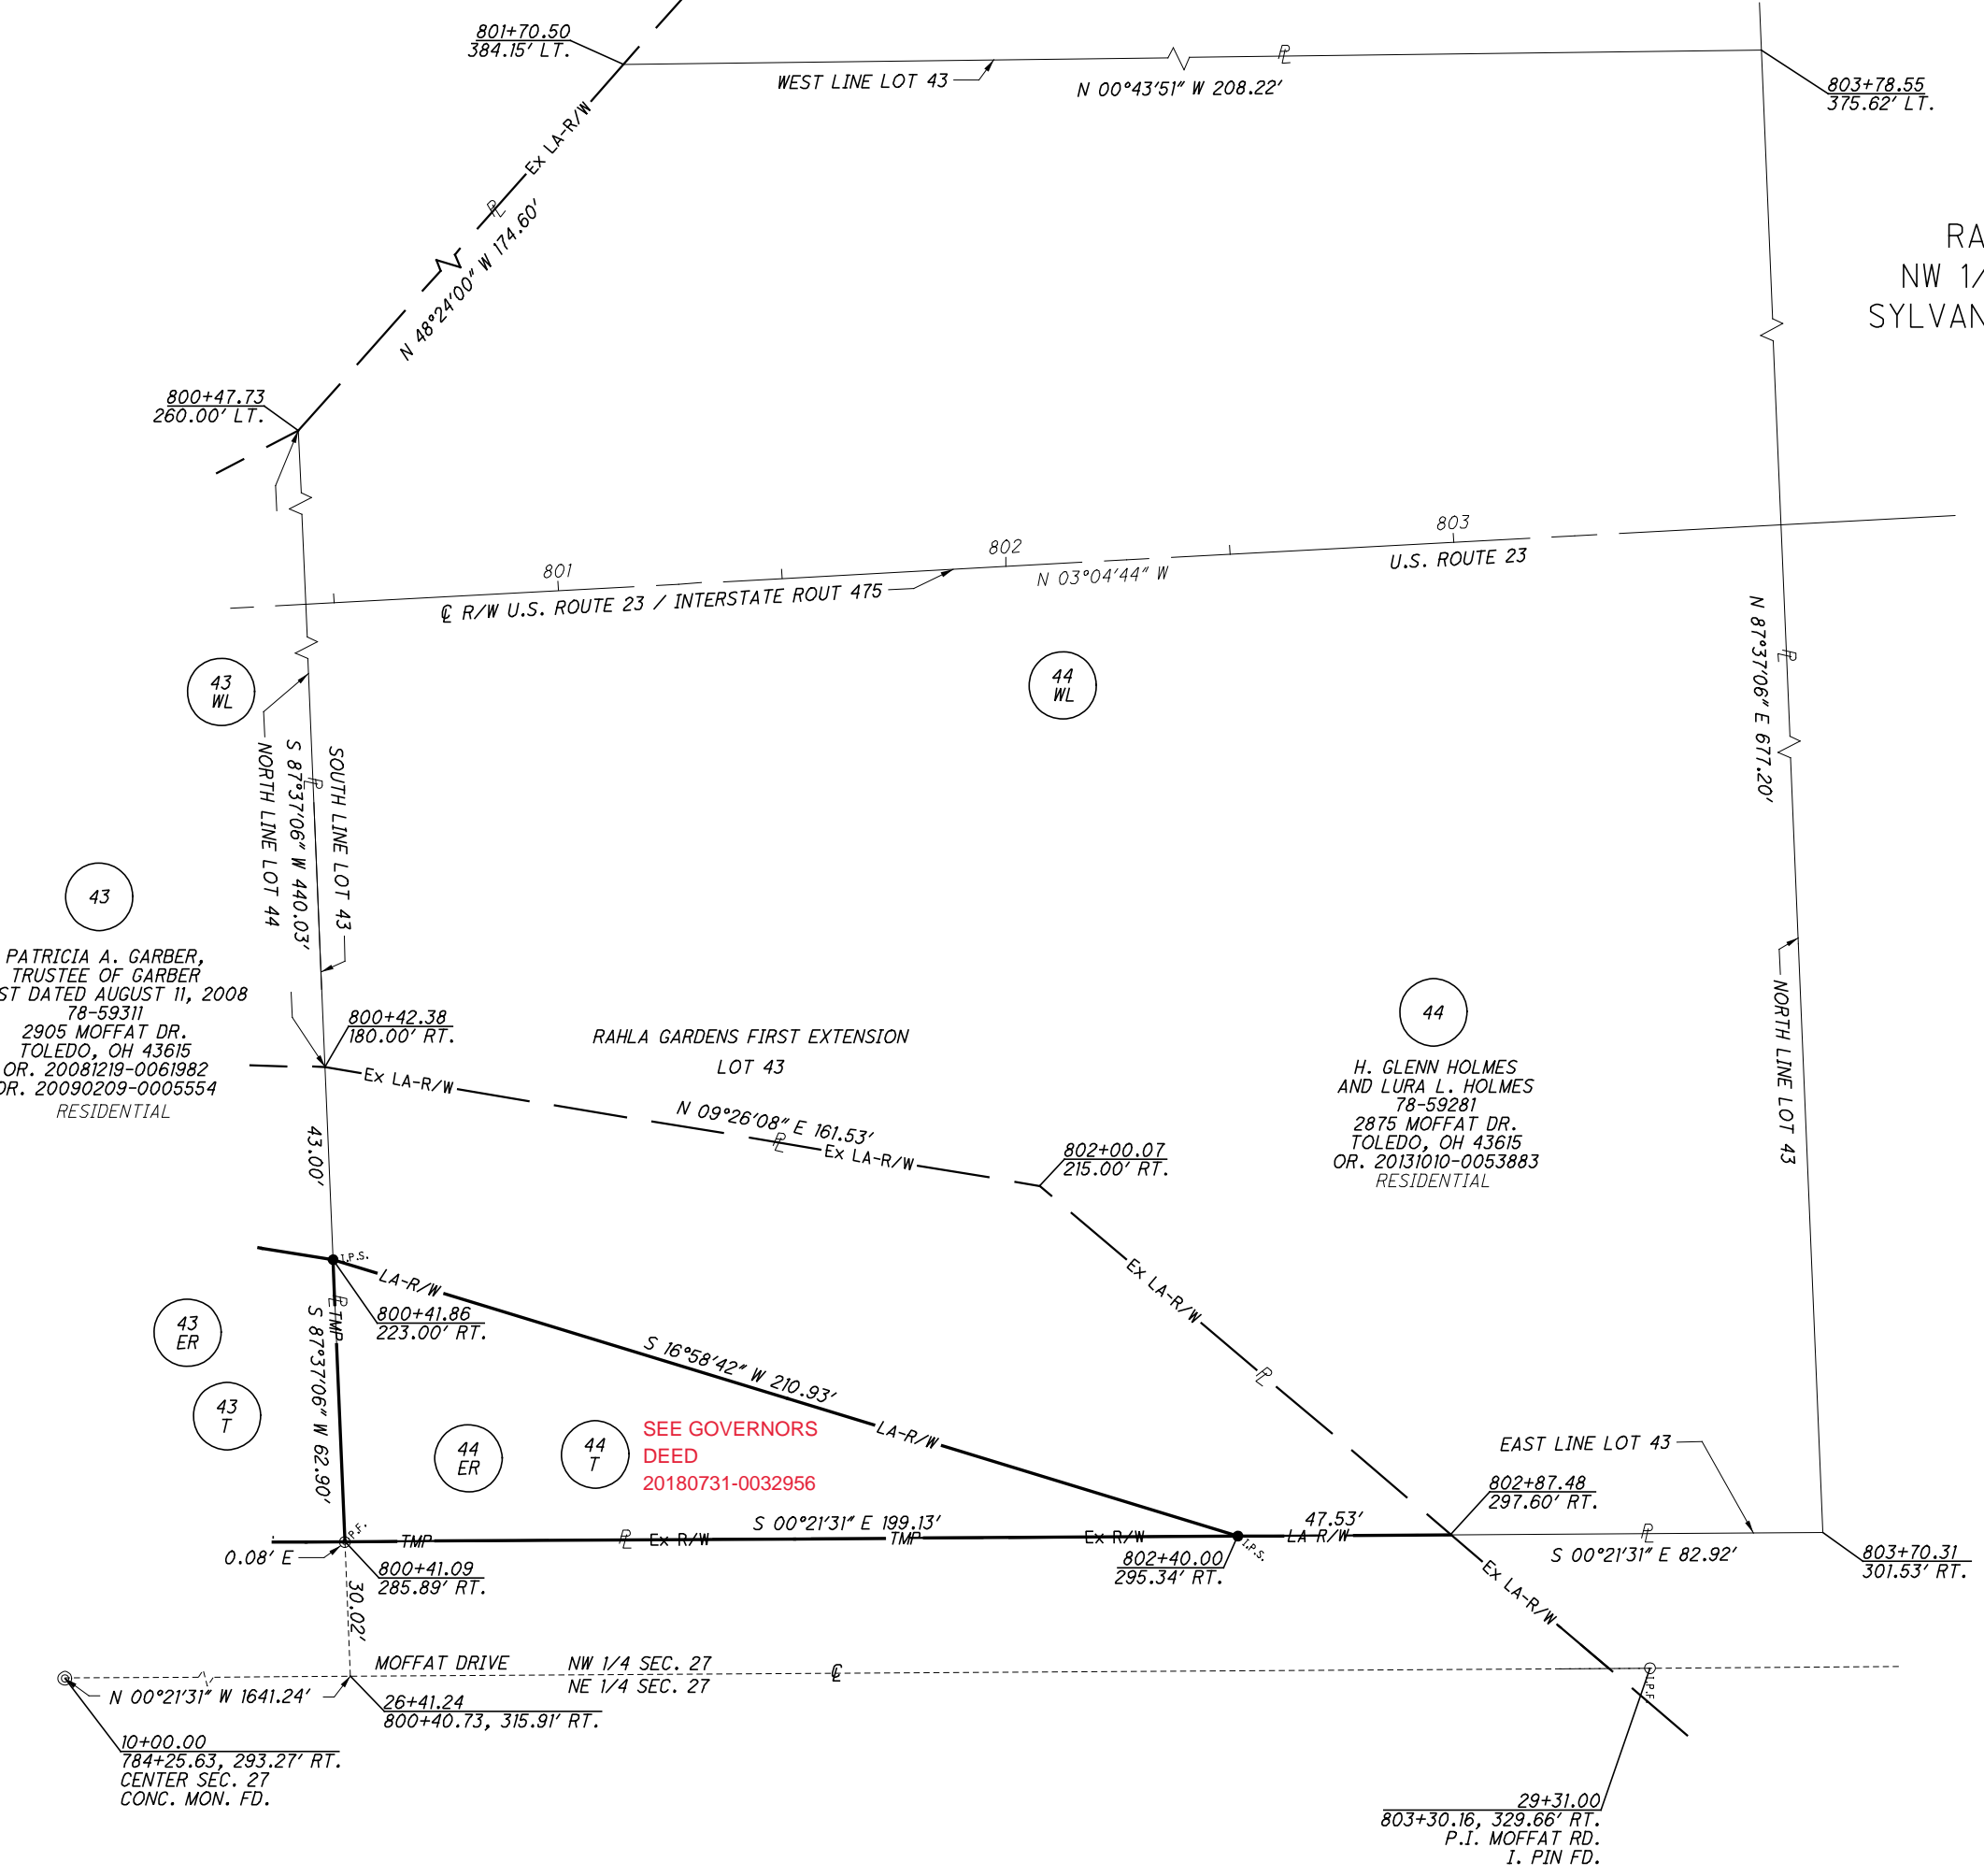 801+70.50
384.15' LT.
WEST LINE LOT 43
N 00°43'51" W 208.22'
803+78.55
375.62' LT.
Ex LA-R/W
N 48°24'00" W 174.60'
RA
NW 1/
SYLVAN
800+47.73
260.00' LT.
801
802
803
℄ R/W U.S. ROUTE 23 / INTERSTATE ROUT 475
N 03°04'44" W
U.S. ROUTE 23
N 87°37'06" E 677.20'
43
WL
44
WL
SOUTH LINE LOT 43
S 87°37'06" W 440.03'
NORTH LINE LOT 44
43
PATRICIA A. GARBER,
TRUSTEE OF GARBER
ST DATED AUGUST 11, 2008
78-59311
2905 MOFFAT DR.
TOLEDO, OH 43615
OR. 20081219-0061982
OR. 20090209-0005554
RESIDENTIAL
800+42.38
180.00' RT.
RAHLA GARDENS FIRST EXTENSION
LOT 43
44
H. GLENN HOLMES
AND LURA L. HOLMES
78-59281
2875 MOFFAT DR.
TOLEDO, OH 43615
OR. 20131010-0053883
RESIDENTIAL
NORTH LINE LOT 43
Ex LA-R/W
N 09°26'08" E 161.53'
Ex LA-R/W
802+00.07
215.00' RT.
43.00'
I.P.S.
LA-R/W
TMP
800+41.86
223.00' RT.
Ex LA-R/W
43
ER
43
T
S 87°37'06" W 62.90'
S 16°58'42" W 210.93'
LA-R/W
44
ER
44
T
SEE GOVERNORS
DEED
20180731-0032956
EAST LINE LOT 43
802+87.48
297.60' RT.
I.P.F.
TMP
Ex R/W
S 00°21'31" E 199.13'
TMP
Ex R/W
47.53'
LA-R/W
I.P.S.
S 00°21'31" E 82.92'
0.08' E
800+41.09
285.89' RT.
802+40.00
295.34' RT.
803+70.31
301.53' RT.
Ex LA-R/W
30.02'
MOFFAT DRIVE
NW 1/4 SEC. 27
NE 1/4 SEC. 27
℄
I.P.F.
N 00°21'31" W 1641.24'
26+41.24
800+40.73, 315.91' RT.
10+00.00
784+25.63, 293.27' RT.
CENTER SEC. 27
CONC. MON. FD.
29+31.00
803+30.16, 329.66' RT.
P.I. MOFFAT RD.
I. PIN FD.